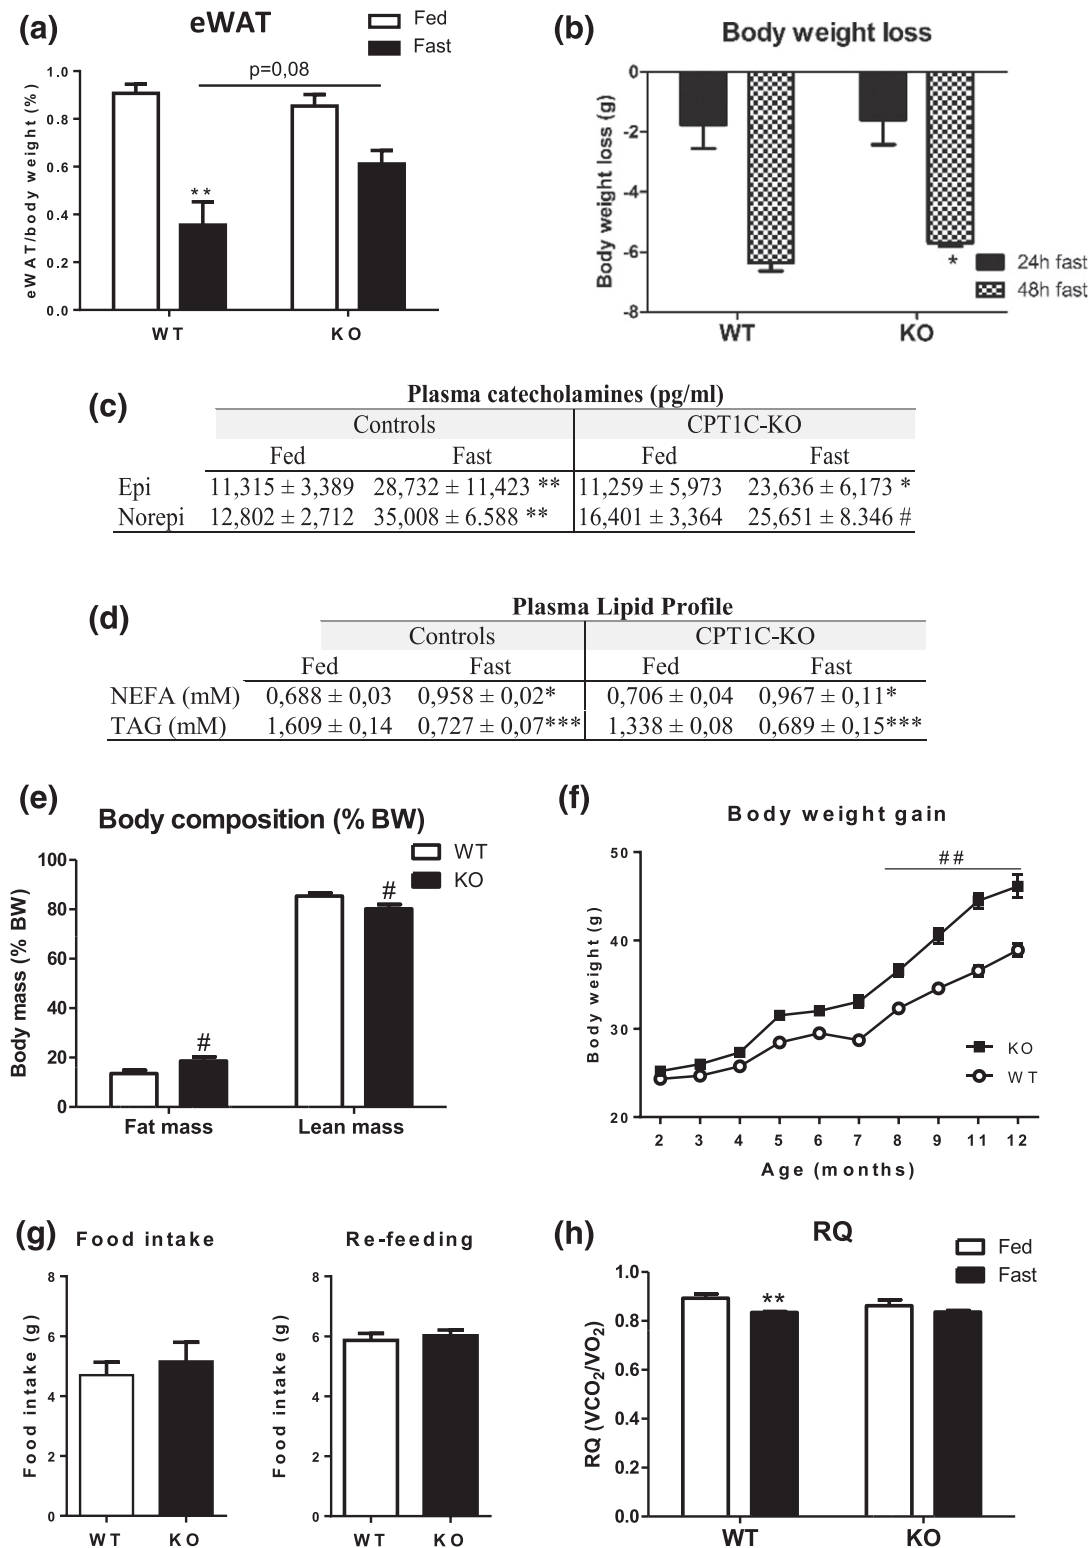 (a)
eWAT
Fed
Fast
p=0,08
1.0
0.8
0.6
0.4
0.2
0.0
eWAT/body weight (%)
**
WT
KO
(b)
Body weight loss
0
-2
-4
-6
-8
Body weight loss (g)
*
24h fast
48h fast
WT
KO
(c)
Plasma catecholamines (pg/ml)
Controls CPT1C-KO
Fed Fast Fed Fast
Epi 11,315 ± 3,389 28,732 ± 11,423 ** 11,259 ± 5,973 23,636 ± 6,173 *
Norepi 12,802 ± 2,712 35,008 ± 6.588 ** 16,401 ± 3,364 25,651 ± 8.346 #
(d)
Plasma Lipid Profile
Controls CPT1C-KO
Fed Fast Fed Fast
NEFA (mM) 0,688 ± 0,03 0,958 ± 0,02* 0,706 ± 0,04 0,967 ± 0,11*
TAG (mM) 1,609 ± 0,14 0,727 ± 0,07*** 1,338 ± 0,08 0,689 ± 0,15***
(e)
Body composition (% BW)
WT
KO
100
80
60
40
20
0
Body mass (% BW)
#
#
Fat mass
Lean mass
(f)
Body weight gain
##
50
40
30
20
Body weight (g)
KO
WT
2 3 4 5 6 7 8 9 11 12
Age (months)
(g)
Food intake
8
6
4
2
0
Food intake (g)
WT KO
Re-feeding
8
6
4
2
0
Food intake (g)
WT KO
(h)
RQ
Fed
Fast
1.0
0.8
0.6
0.4
0.2
0.0
RQ (VCO2/VO2)
**
WT
KO